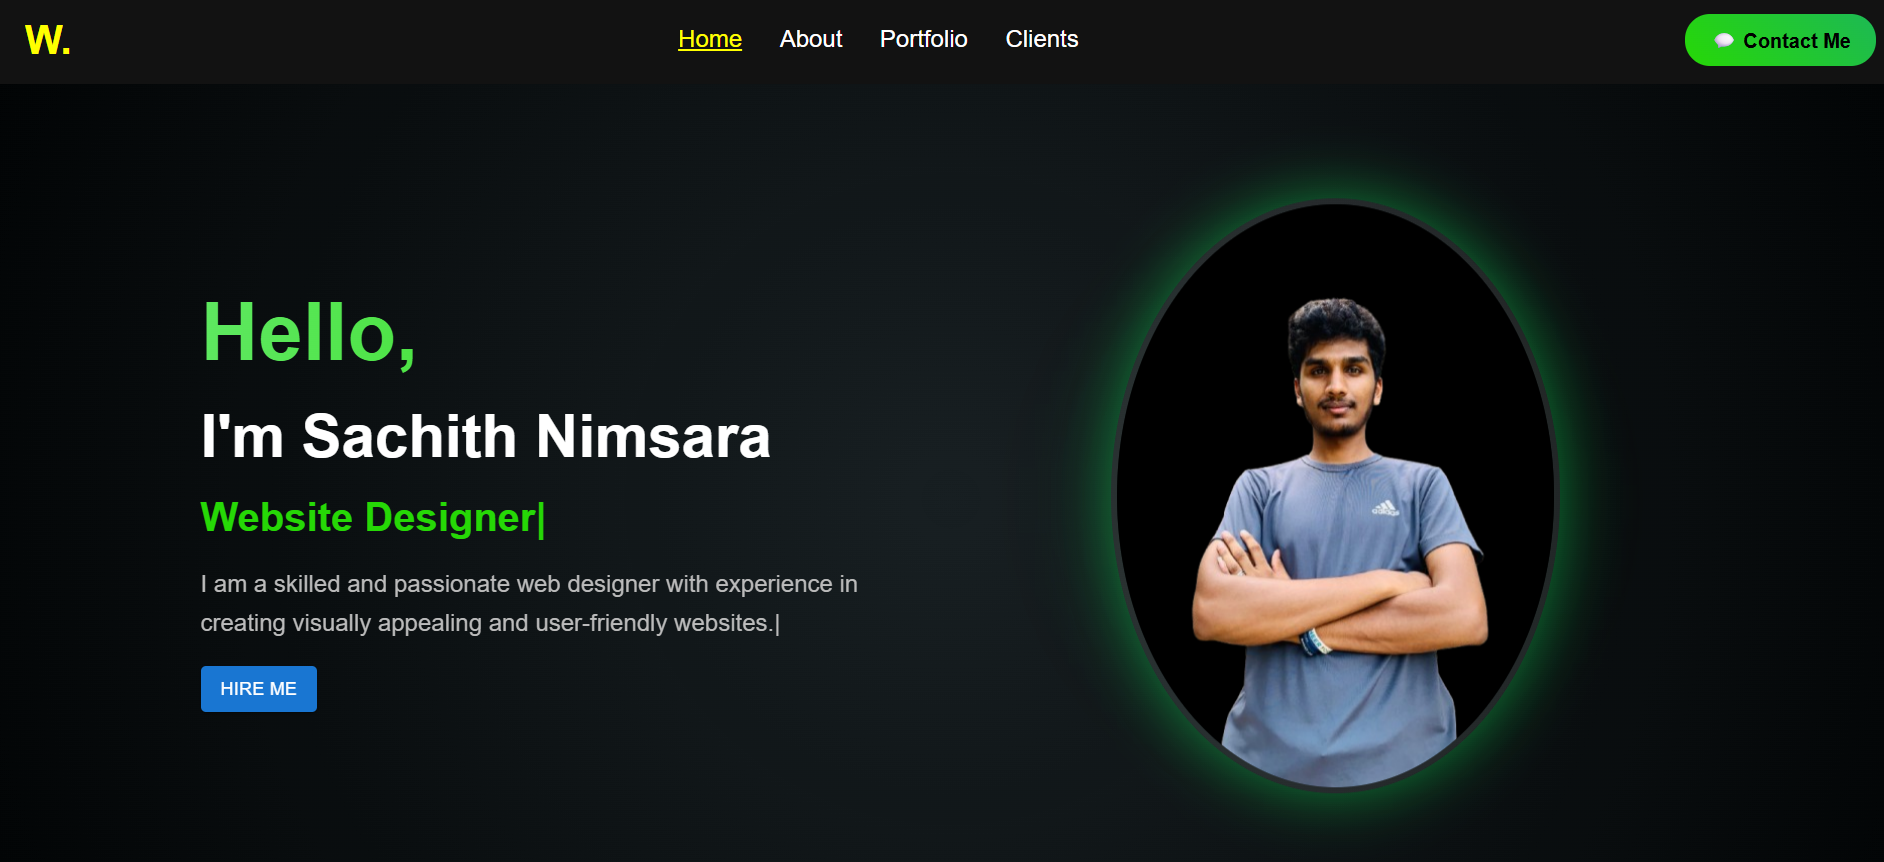 W.
Home About Portfolio Clients
Contact Me
Hello,
I'm Sachith Nimsara
Website Designer|
I am a skilled and passionate web designer with experience in
creating visually appealing and user-friendly websites.|
HIRE ME
adidas